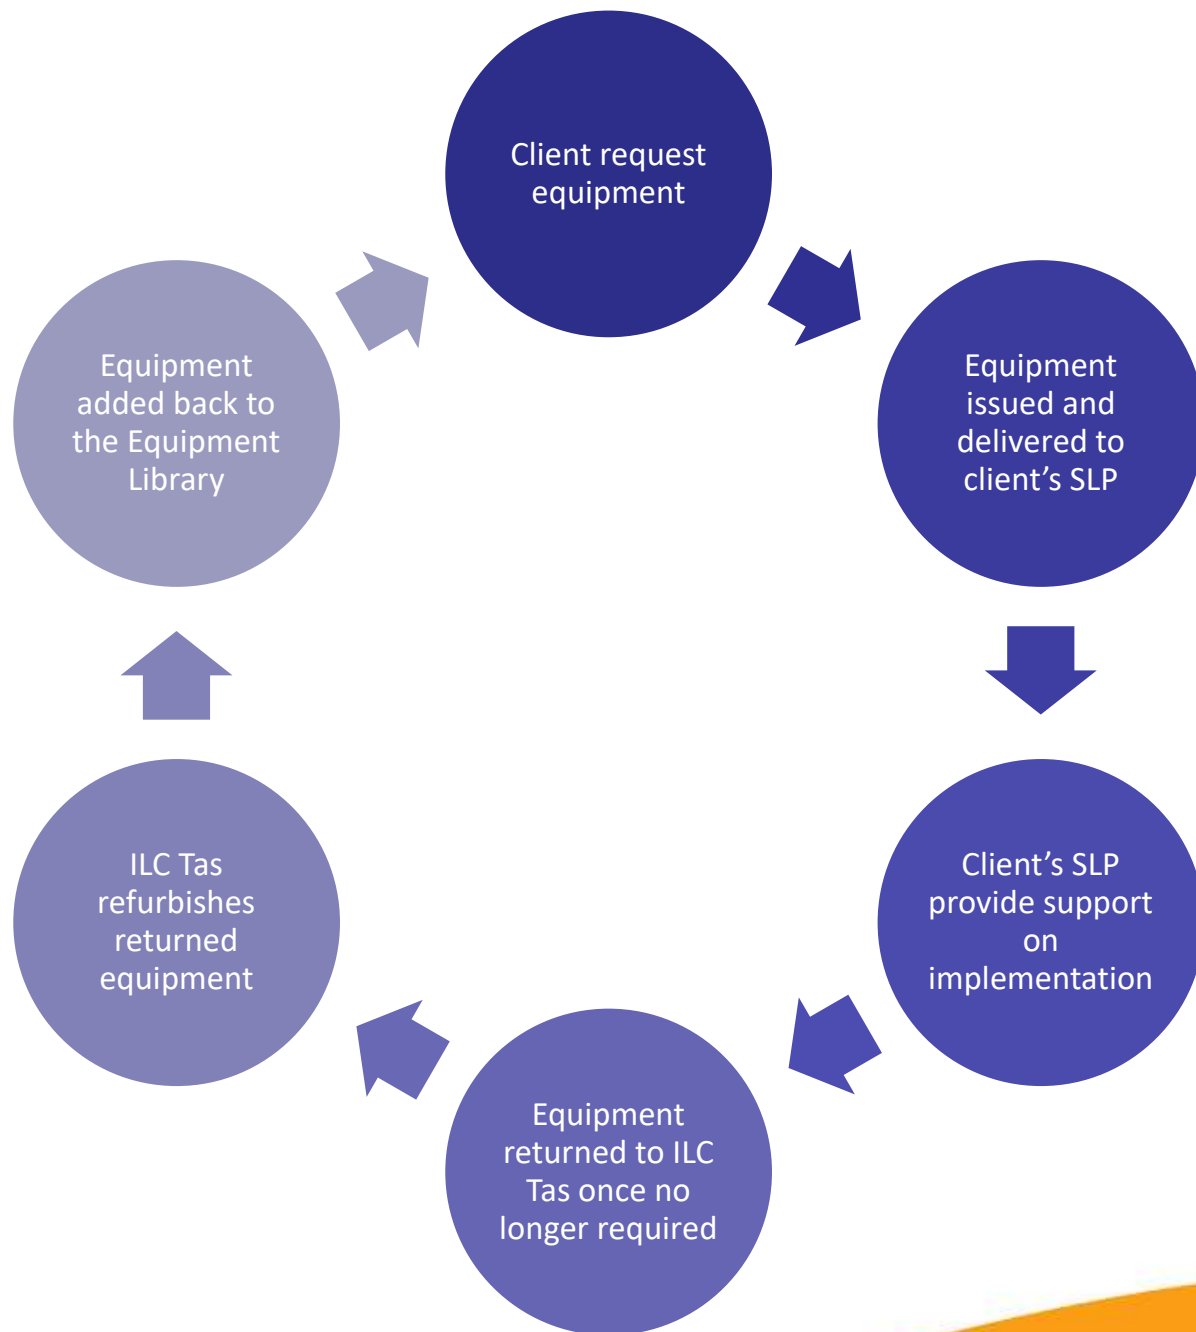 Client request
equipment
Equipment
issued and
delivered to
client’s SLP
Client’s SLP
provide support
on
implementation
Equipment
returned to ILC
Tas once no
longer required
ILC Tas
refurbishes
returned
equipment
Equipment
added back to
the Equipment
Library